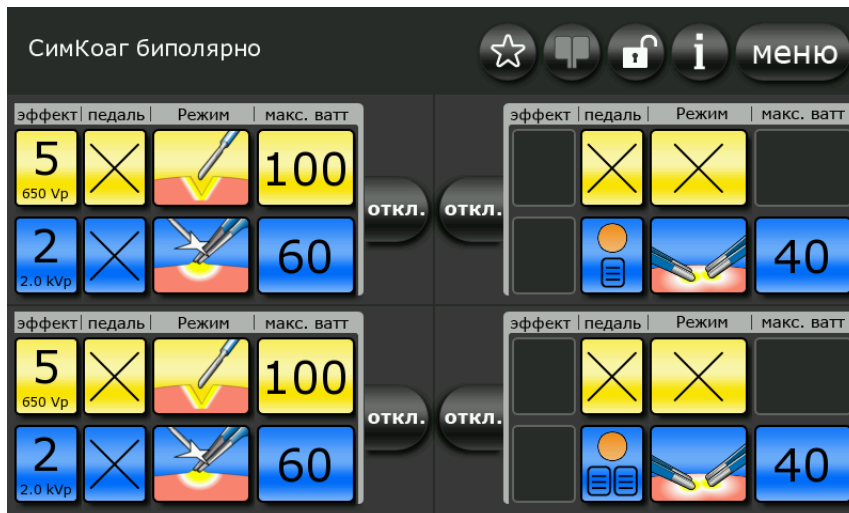 СимКоаг биполярно
i
меню
эффект педаль Режим макс. ватт
5
650 Vp
100
2
2.0 kVp
60
откл.
откл.
эффект педаль Режим макс. ватт
40
эффект педаль Режим макс. ватт
5
650 Vp
100
2
2.0 kVp
60
откл.
откл.
эффект педаль Режим макс. ватт
40